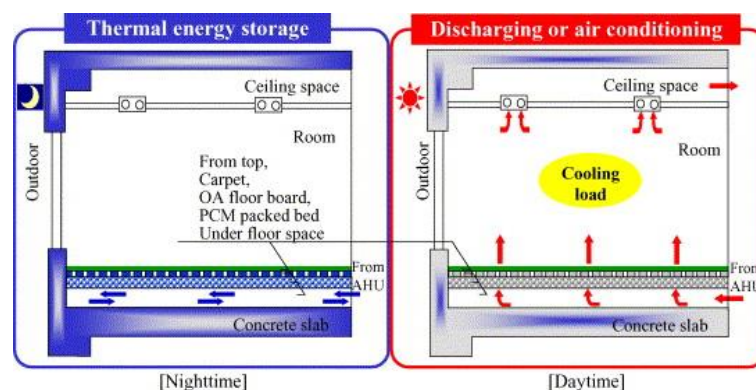 Thermal energy storage
Ceiling space
Room
Outdoor
From top,
Carpet,
OA floor board,
PCM packed bed
Under floor space
From
AHU
Concrete slab
[Nighttime]
Discharging or air conditioning
Ceiling space
Room
Outdoor
Cooling
load
From
AHU
Concrete slab
[Daytime]